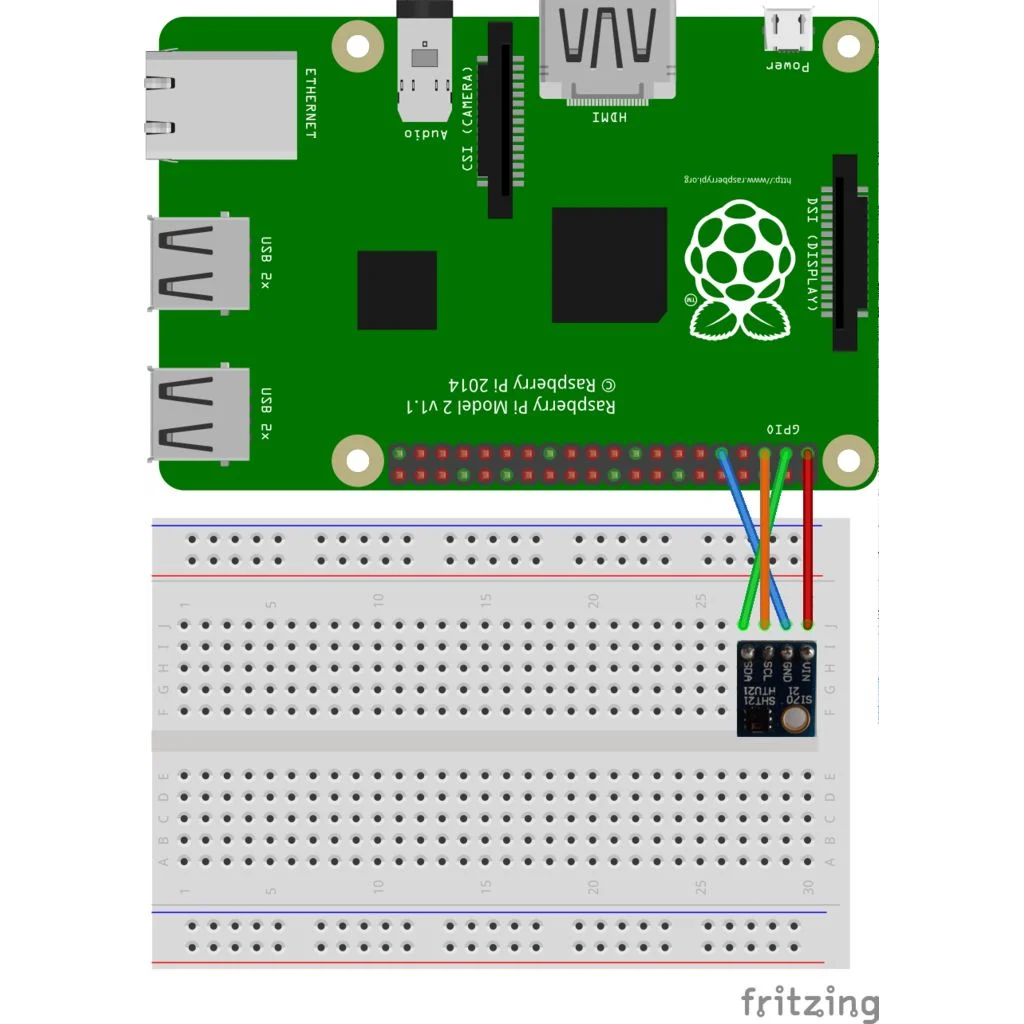 Power
ETHERNET
Audio
CSI (CAMERA)
HDMI
http://www.raspberrypi.org
DSI (DISPLAY)
USB 2x
TM
USB 2x
© Raspberry Pi 2014
Raspberry Pi Model 2 v1.1
GPIO
1 5 10 15 20 25
J J
I I
H H
G G
F F
SDA SCL GND VIN
SHT21 SI70
HTU21 21
E E
D D
C C
B B
A A
1 5 10 15 20 25 30
fritzing